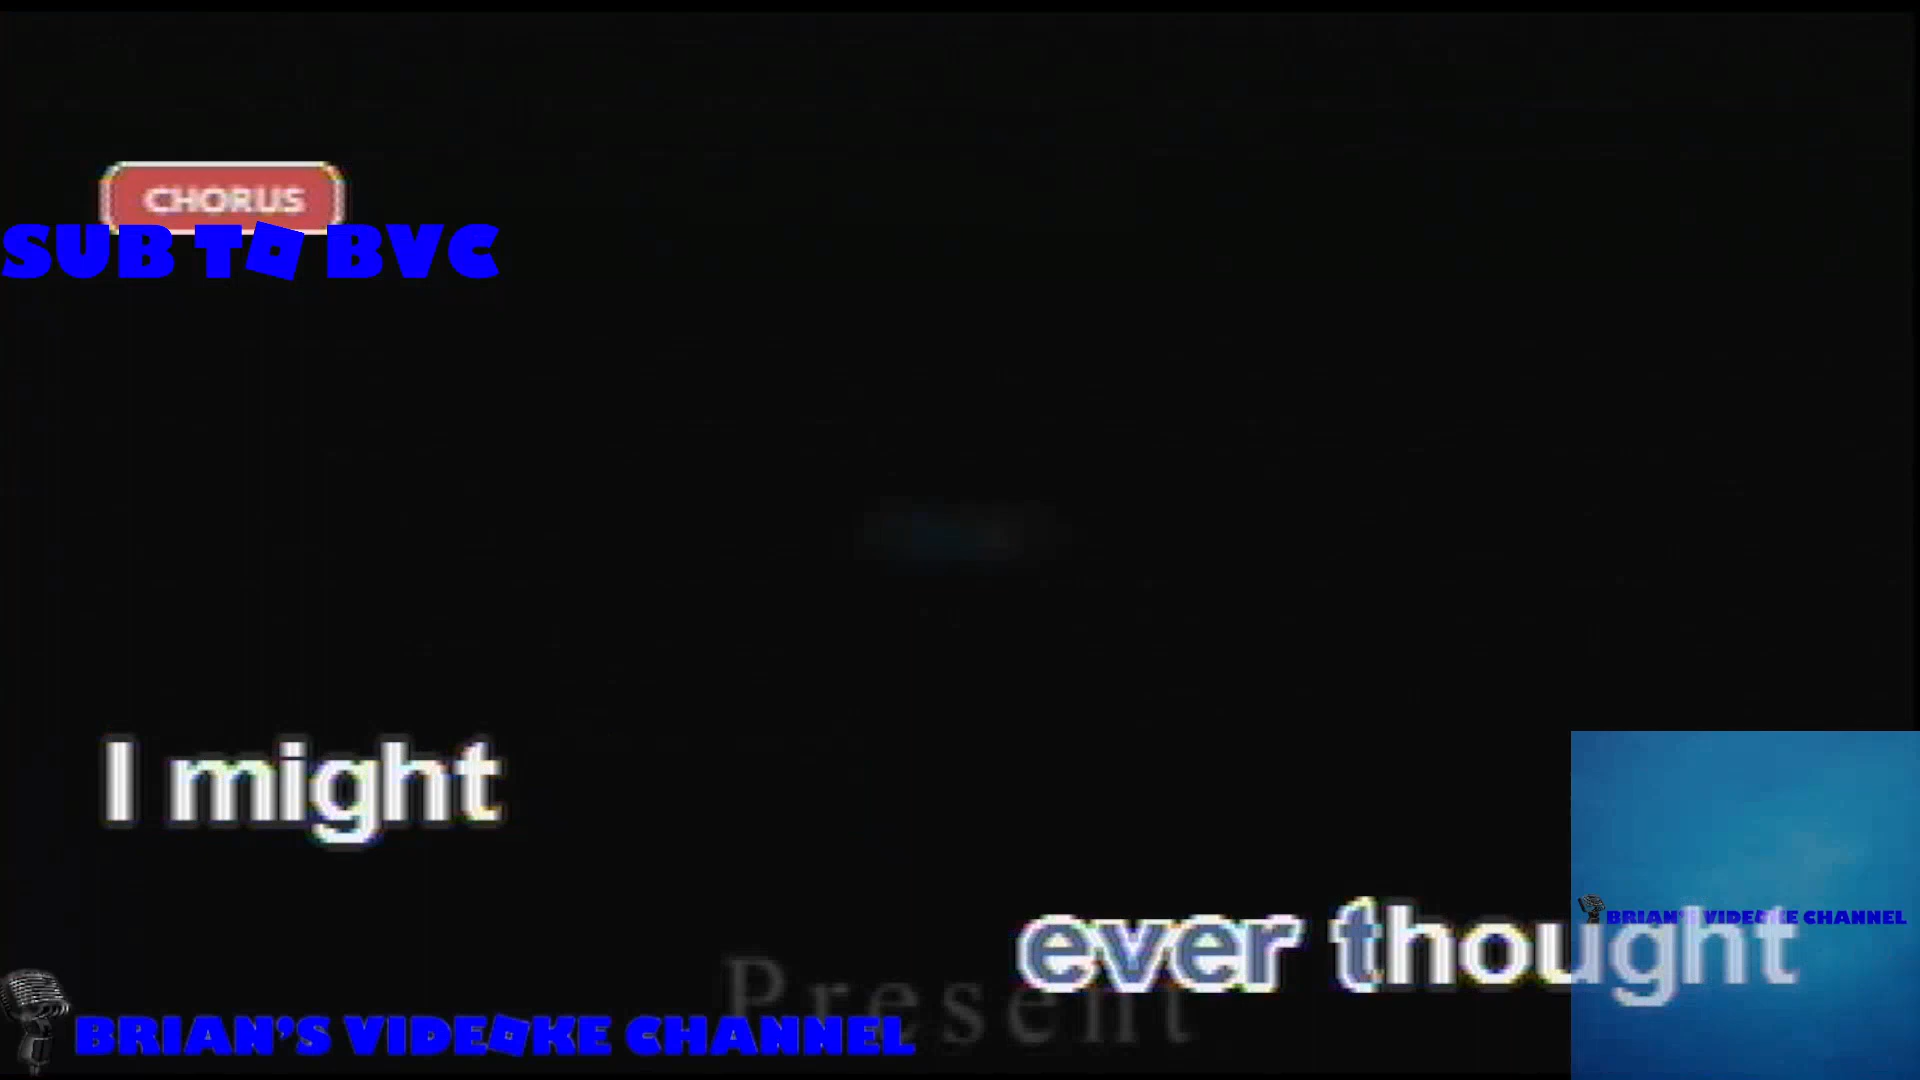 CHORUS
SUB TO BVC
I might
ever thought
BRIAN'S VIDEOKE CHANNEL
Present
BRIAN'S VIDEOKE CHANNEL